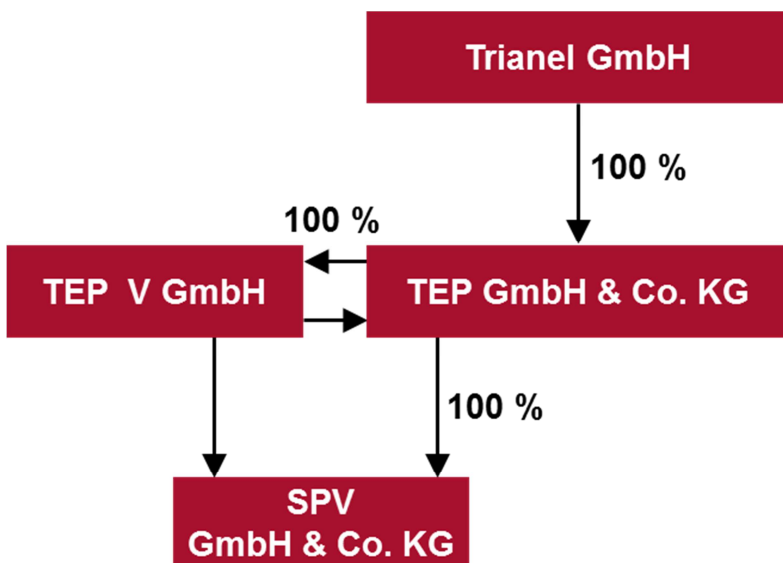 Trianel GmbH
100 %
100 %
TEP V GmbH
TEP GmbH & Co. KG
100 %
SPV
GmbH & Co. KG